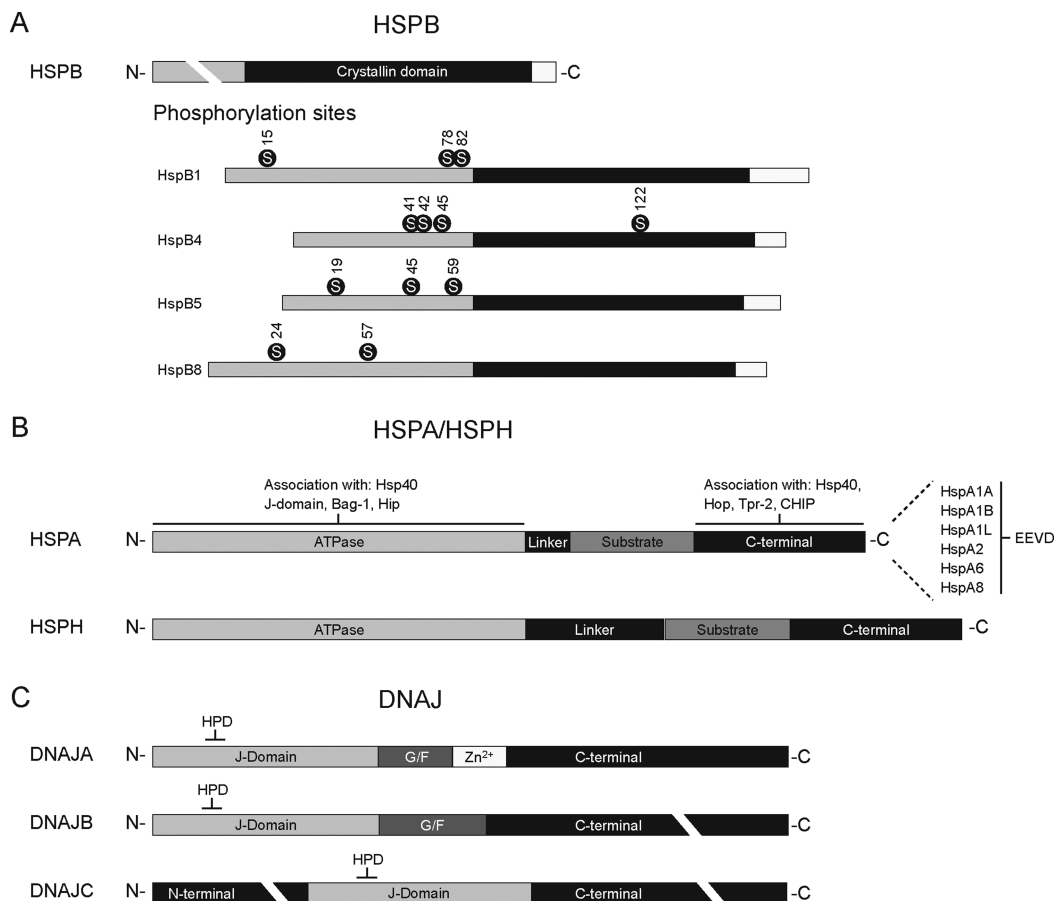 A
HSPB
HSPB N- Crystallin domain -C
Phosphorylation sites
15 78 82
S S S
HspB1
41 42 45 122
S S S S
HspB4
19 45 59
S S S
HspB5
24 57
S S
HspB8
B
HSPA/HSPH
Association with: Hsp40
J-domain, Bag-1, Hip
Association with: Hsp40,
Hop, Tpr-2, CHIP
HSPA N- ATPase Linker Substrate C-terminal -C
HspA1A
HspA1B
HspA1L
HspA2
HspA6
HspA8
EEVD
HSPH N- ATPase Linker Substrate C-terminal -C
C
DNAJ
HPD
DNAJA N- J-Domain G/F Zn²⁺ C-terminal -C
HPD
DNAJB N- J-Domain G/F C-terminal -C
HPD
DNAJC N- N-terminal J-Domain C-terminal -C